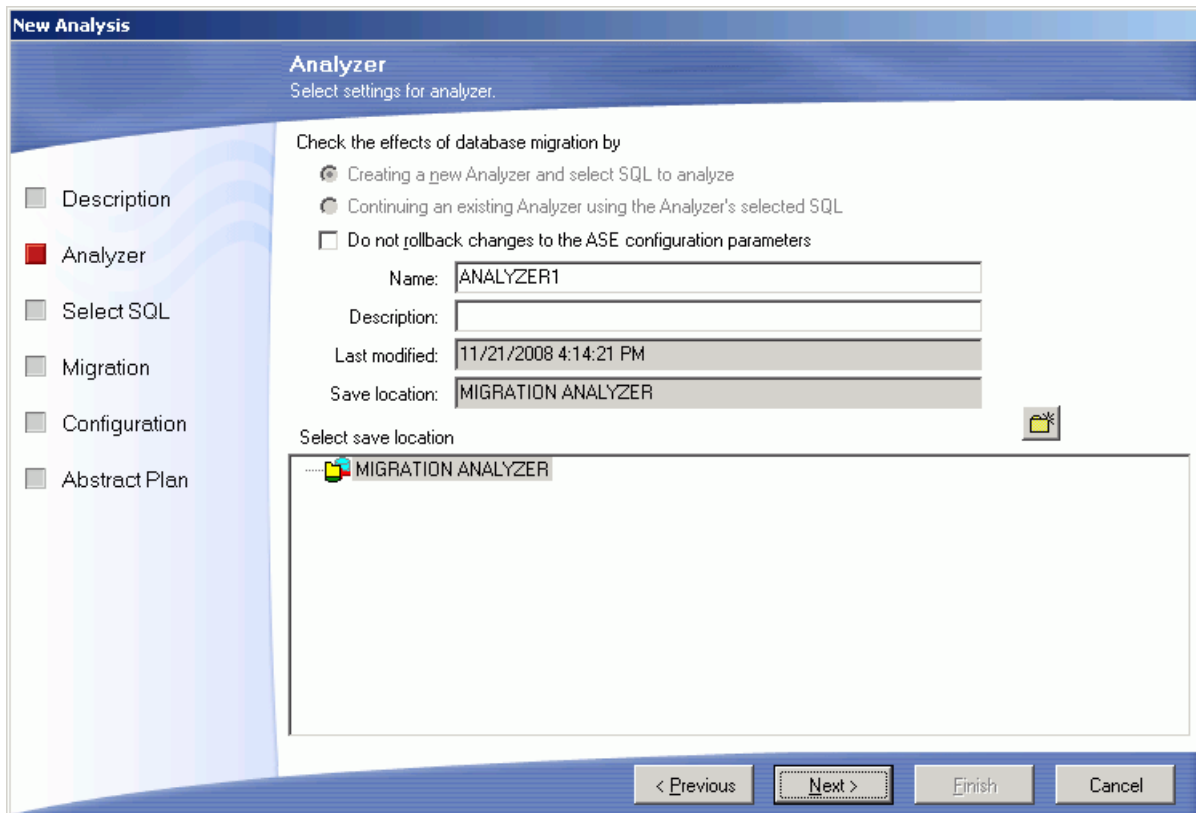 New Analysis
Analyzer
Select settings for analyzer.
Description
Analyzer
Select SQL
Migration
Configuration
Abstract Plan
Check the effects of database migration by
Creating a new Analyzer and select SQL to analyze
Continuing an existing Analyzer using the Analyzer's selected SQL
Do not rollback changes to the ASE configuration parameters
Name: ANALYZER1
Description:
Last modified: 11/21/2008 4:14:21 PM
Save location: MIGRATION ANALYZER
Select save location
MIGRATION ANALYZER
< Previous Next > Finish Cancel